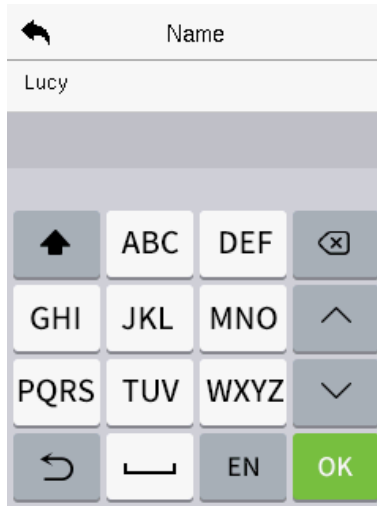 Name
Lucy
ABC DEF
GHI JKL MNO
PQRS TUV WXYZ
EN OK